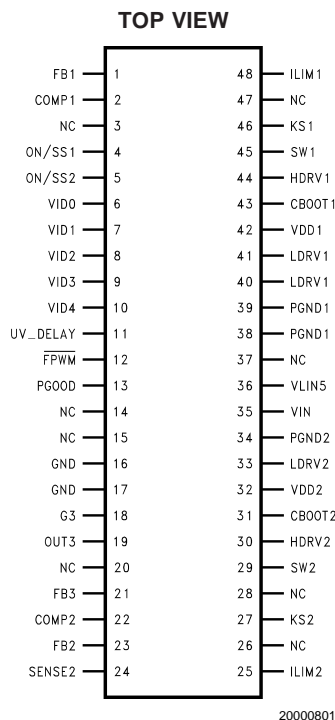 TOP VIEW
FB1 1 48 ILIM1
COMP1 2 47 NC
NC 3 46 KS1
ON/SS1 4 45 SW1
ON/SS2 5 44 HDRV1
VID0 6 43 CBOOT1
VID1 7 42 VDD1
VID2 8 41 LDRV1
VID3 9 40 LDRV1
VID4 10 39 PGND1
UV_DELAY 11 38 PGND1
FPWM 12 37 NC
PGOOD 13 36 VLIN5
NC 14 35 VIN
NC 15 34 PGND2
GND 16 33 LDRV2
GND 17 32 VDD2
G3 18 31 CBOOT2
OUT3 19 30 HDRV2
NC 20 29 SW2
FB3 21 28 NC
COMP2 22 27 KS2
FB2 23 26 NC
SENSE2 24 25 ILIM2
20000801